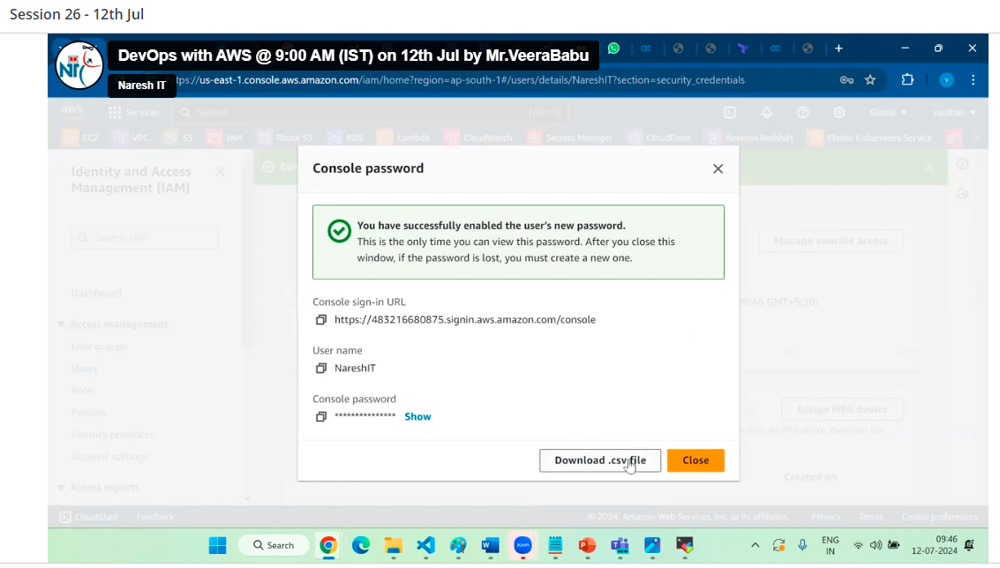 Session 26 - 12th Jul
DevOps with AWS @ 9:00 AM (IST) on 12th Jul by Mr.VeeraBabu
Naresh IT
us-east-1.console.aws.amazon.com/iam/home?region=ap-south-1#/users/details/NareshIT?section=security_credentials
aws
Services
Search
[Alt+S]
Global
vardhan
EC2
VPC
S3
IAM
Route 53
RDS
Lambda
CloudWatch
Secrets Manager
CloudFront
Amazon Redshift
Elastic Kubernetes Service
Identity and Access
Management (IAM)
Search IAM
Dashboard
Access management
User groups
Users
Roles
Policies
Identity providers
Account settings
Access reports
Console password
You have successfully enabled the user's new password.
This is the only time you can view this password. After you close this
window, if the password is lost, you must create a new one.
Console sign-in URL
https://483216680875.signin.aws.amazon.com/console
User name
NareshIT
Console password
*************** Show
Download .csv file
Close
Manage console access
09:46 GMT+5:30)
Assign MFA device
Created on
CloudShell
Feedback
© 2024, Amazon Web Services, Inc. or its affiliates.
Privacy
Terms
Cookie preferences
Search
ENG
IN
09:46
12-07-2024